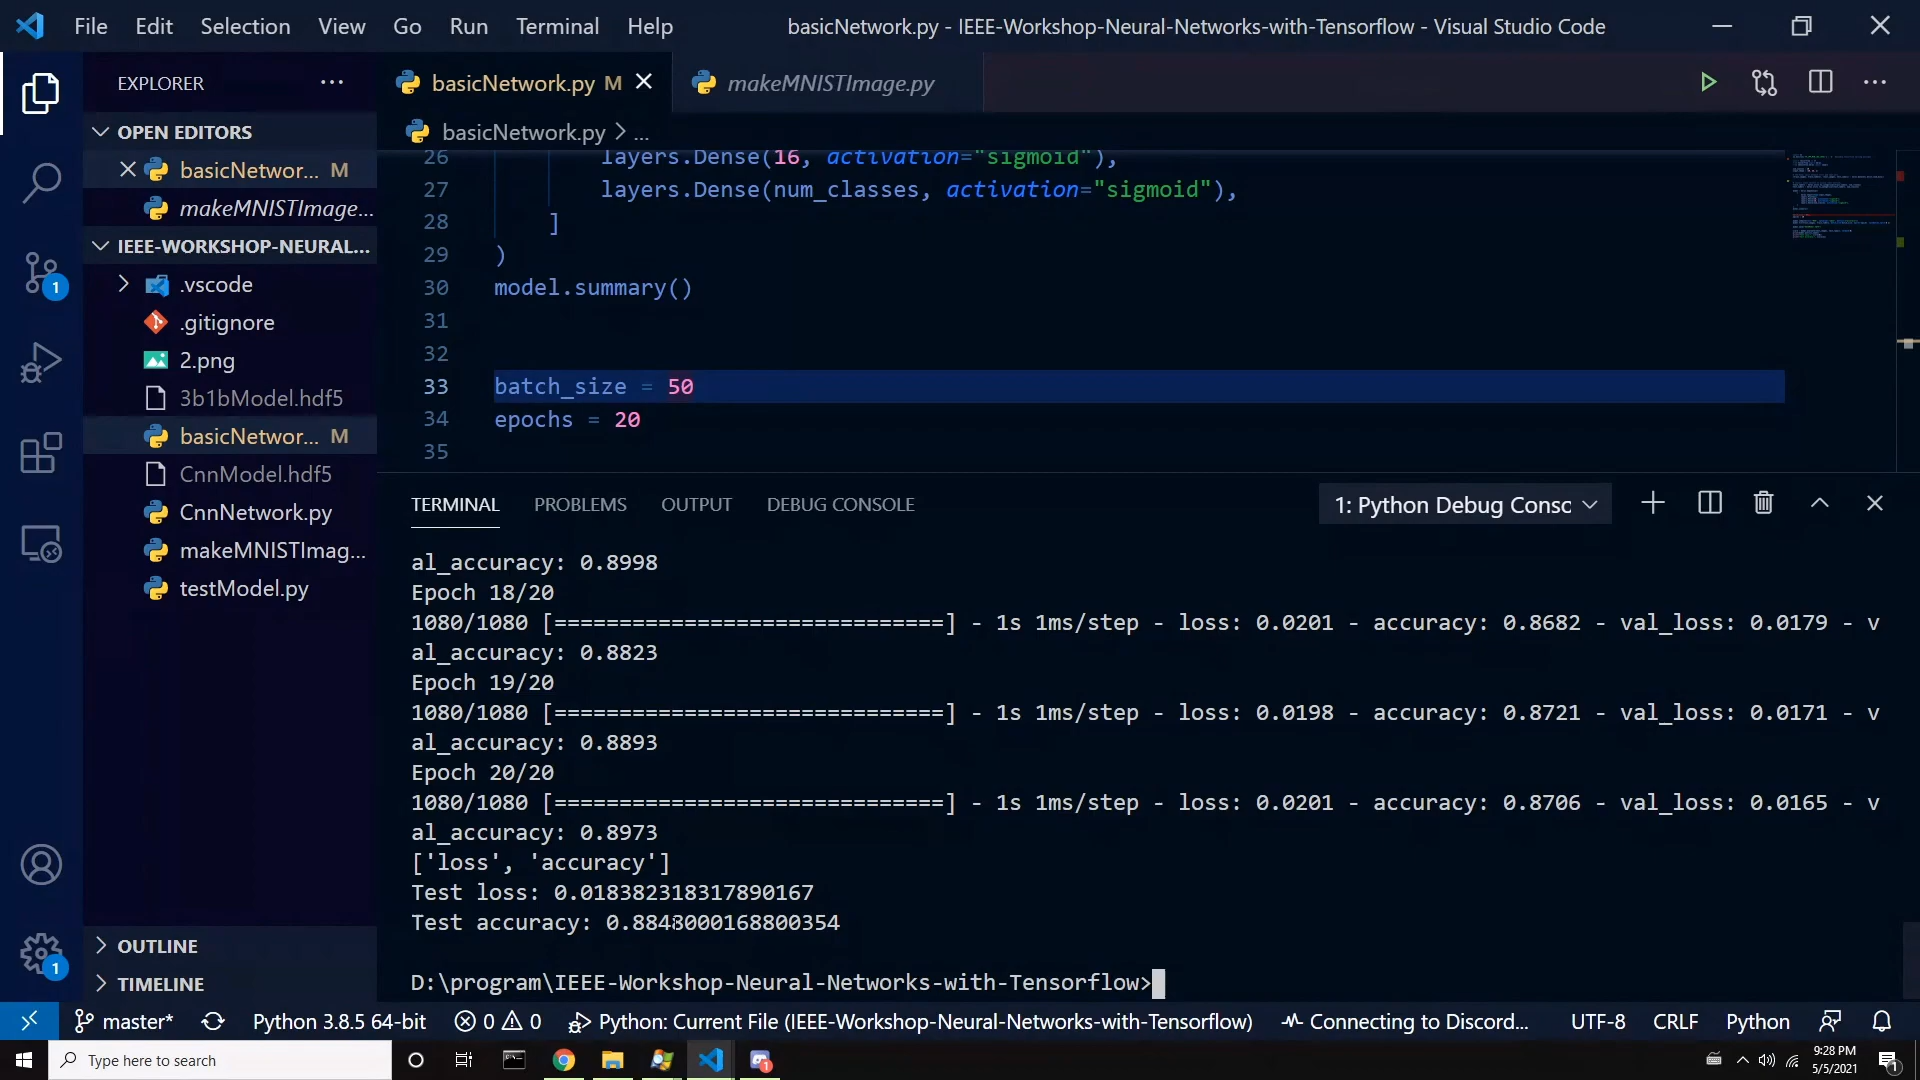 File Edit Selection View Go Run Terminal Help
basicNetwork.py - IEEE-Workshop-Neural-Networks-with-Tensorflow - Visual Studio Code
EXPLORER
basicNetwork.py M
makeMNISTImage.py
OPEN EDITORS
basicNetwor... M
makeMNISTImage...
IEEE-WORKSHOP-NEURAL...
.vscode
.gitignore
2.png
3b1bModel.hdf5
basicNetwor... M
CnnModel.hdf5
CnnNetwork.py
makeMNISTImag...
testModel.py
OUTLINE
TIMELINE
1
1
basicNetwork.py > ...
26 layers.Dense(16, activation="sigmoid"),
27 layers.Dense(num_classes, activation="sigmoid"),
28 ]
29 )
30 model.summary()
31
32
33 batch_size = 50
34 epochs = 20
35
TERMINAL PROBLEMS OUTPUT DEBUG CONSOLE
1: Python Debug Consc
al_accuracy: 0.8998
Epoch 18/20
1080/1080 [==============================] - 1s 1ms/step - loss: 0.0201 - accuracy: 0.8682 - val_loss: 0.0179 - v
al_accuracy: 0.8823
Epoch 19/20
1080/1080 [==============================] - 1s 1ms/step - loss: 0.0198 - accuracy: 0.8721 - val_loss: 0.0171 - v
al_accuracy: 0.8893
Epoch 20/20
1080/1080 [==============================] - 1s 1ms/step - loss: 0.0201 - accuracy: 0.8706 - val_loss: 0.0165 - v
al_accuracy: 0.8973
['loss', 'accuracy']
Test loss: 0.018382318317890167
Test accuracy: 0.8848000168800354
D:\program\IEEE-Workshop-Neural-Networks-with-Tensorflow>
master* Python 3.8.5 64-bit 0 0 Python: Current File (IEEE-Workshop-Neural-Networks-with-Tensorflow) Connecting to Discord... UTF-8 CRLF Python
Type here to search
9:28 PM
5/5/2021
1
1